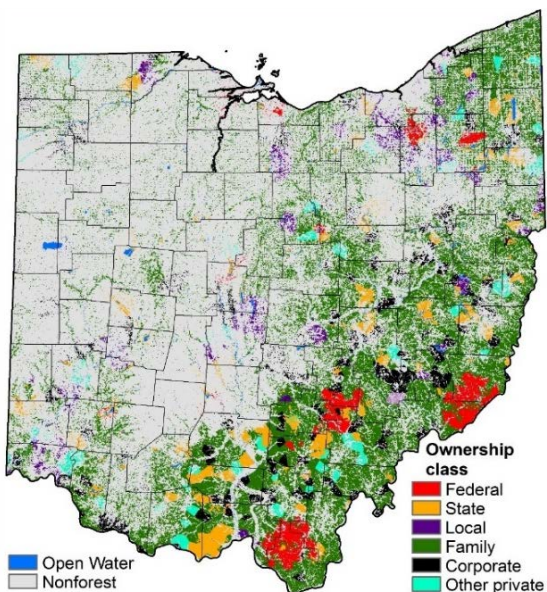 Ownership
class
Federal
State
Local
Family
Corporate
Other private
Open Water
Nonforest